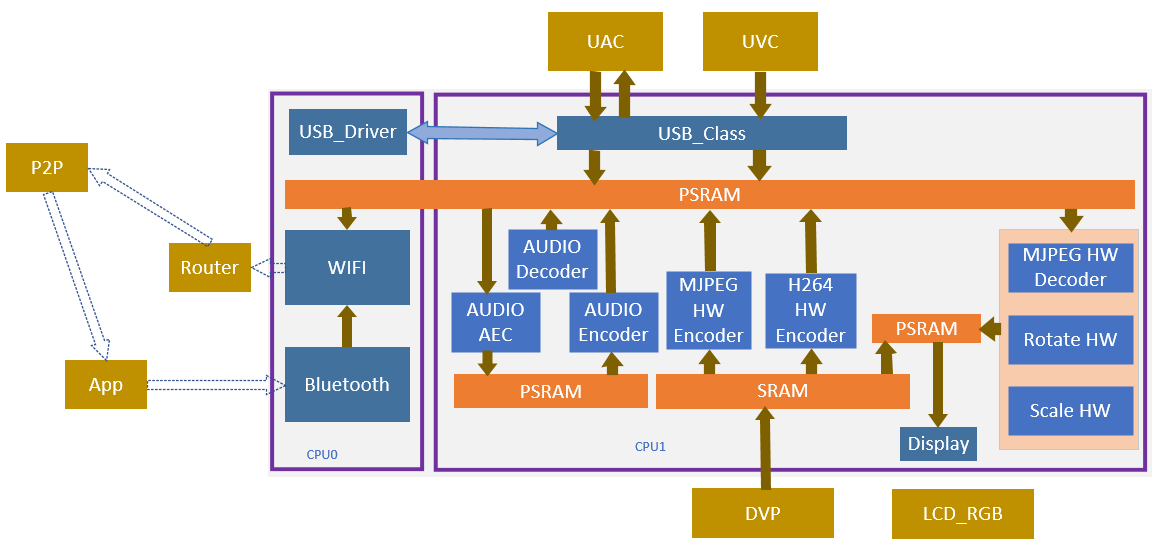 UAC
UVC
USB_Driver
USB_Class
P2P
PSRAM
Router
WIFI
AUDIO
Decoder
MJPEG HW
Decoder
AUDIO
AEC
AUDIO
Encoder
MJPEG
HW
Encoder
H264
HW
Encoder
PSRAM
Rotate HW
App
Bluetooth
PSRAM
SRAM
Scale HW
Display
CPU0
CPU1
DVP
LCD_RGB